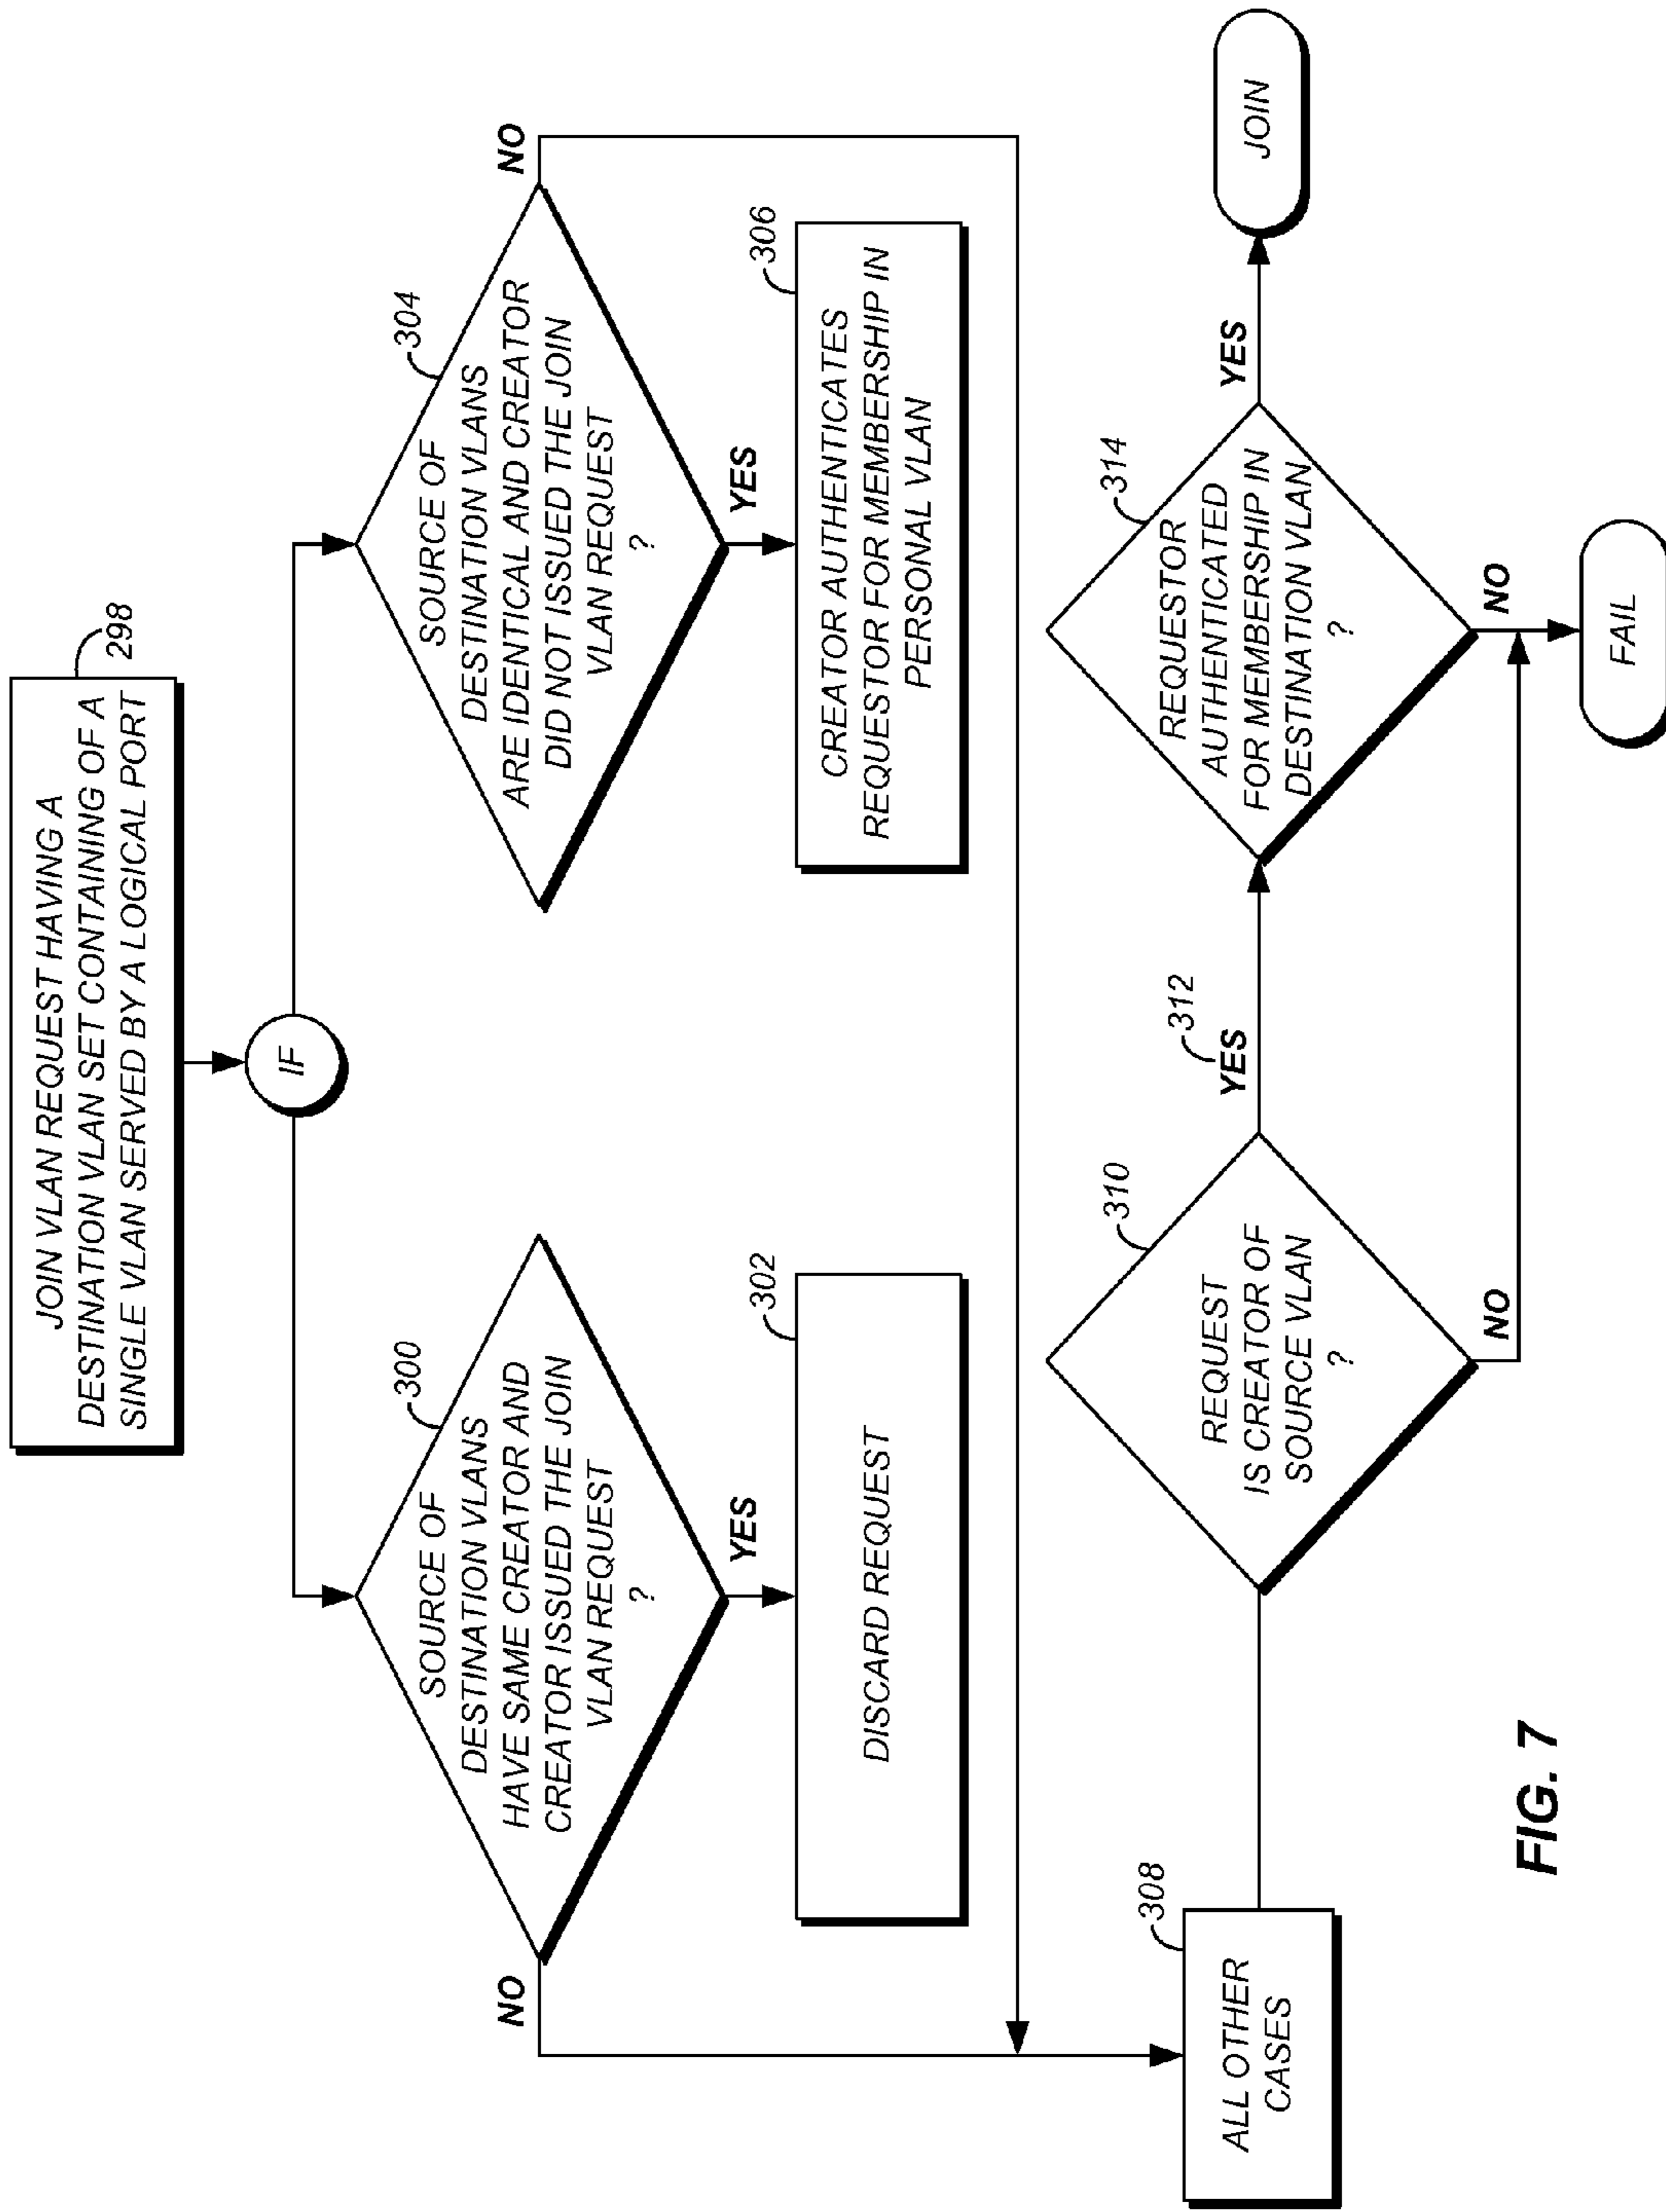 JOIN VLAN REQUEST HAVING A
DESTINATION VLAN SET CONTAINING OF A
SINGLE VLAN SERVED BY A LOGICAL PORT
298
IF
300
SOURCE OF
DESTINATION VLANS
HAVE SAME CREATOR AND
CREATOR ISSUED THE JOIN
VLAN REQUEST
?
NO
YES
302
DISCARD REQUEST
304
SOURCE OF
DESTINATION VLANS
ARE IDENTICAL AND CREATOR
DID NOT ISSUED THE JOIN
VLAN REQUEST
?
NO
YES
306
CREATOR AUTHENTICATES
REQUESTOR FOR MEMBERSHIP IN
PERSONAL VLAN
308
ALL OTHER
CASES
310
REQUEST
IS CREATOR OF
SOURCE VLAN
?
NO
312
YES
314
REQUESTOR
AUTHENTICATED
FOR MEMBERSHIP IN
DESTINATION VLAN
?
YES
JOIN
NO
FAIL
FIG. 7